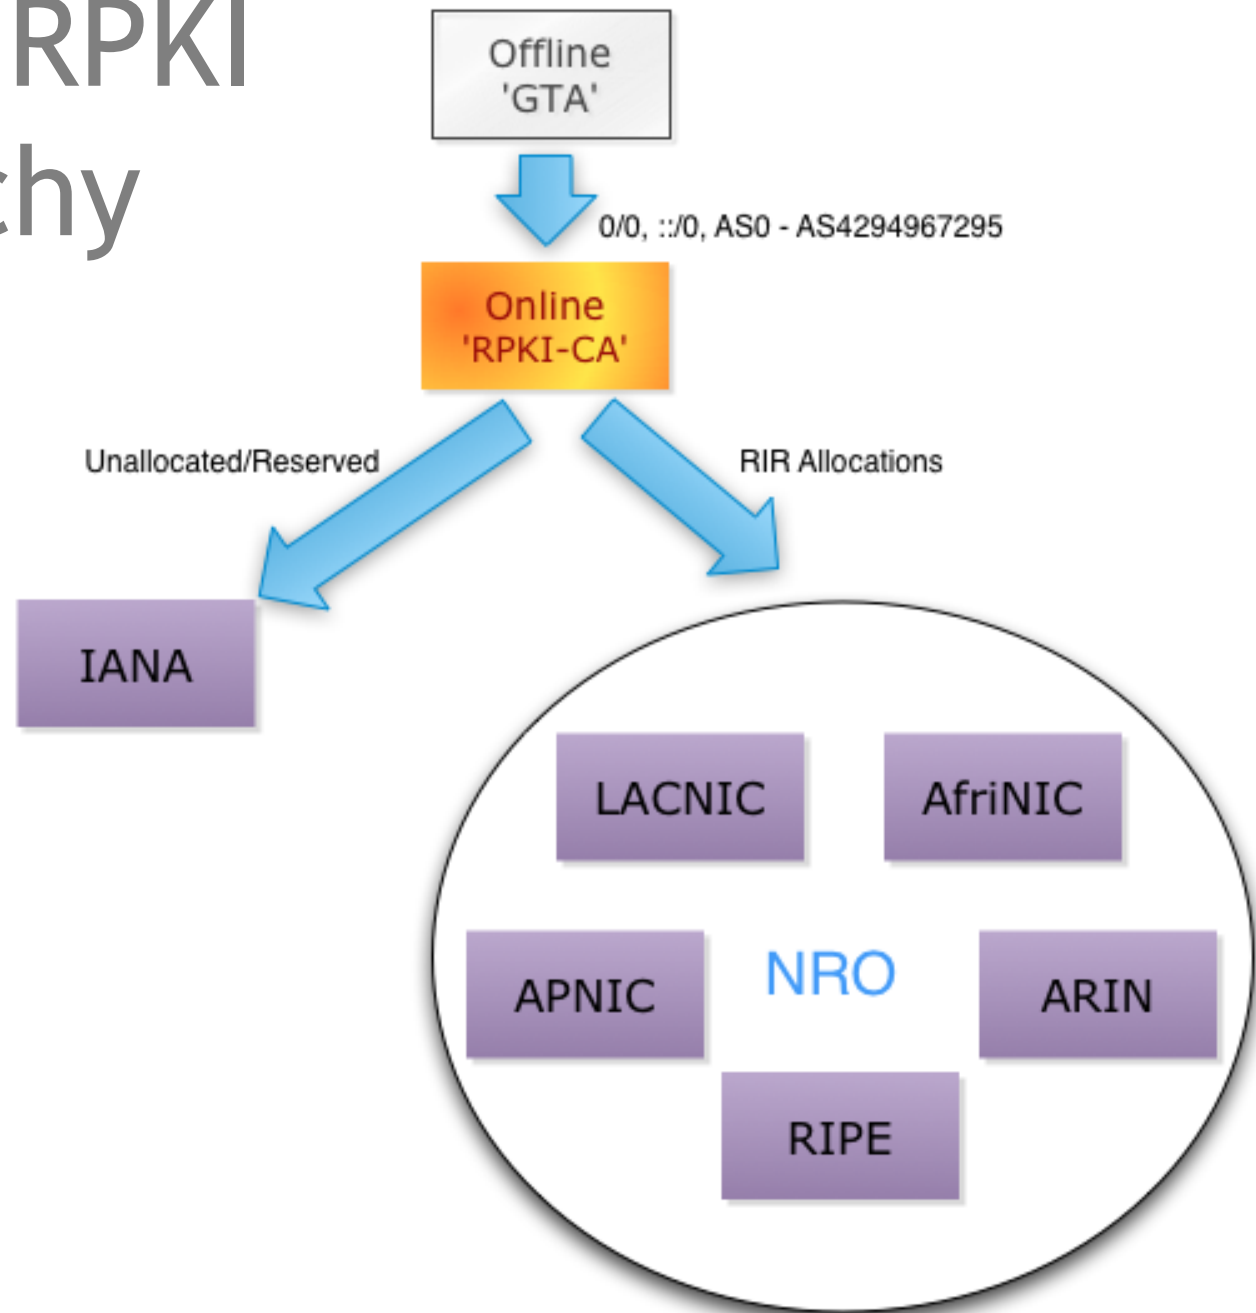 RPKI
chy
Offline
'GTA'
0/0, ::/0, AS0 - AS4294967295
Online
'RPKI-CA'
Unallocated/Reserved
RIR Allocations
IANA
LACNIC
AfriNIC
APNIC
NRO
ARIN
RIPE